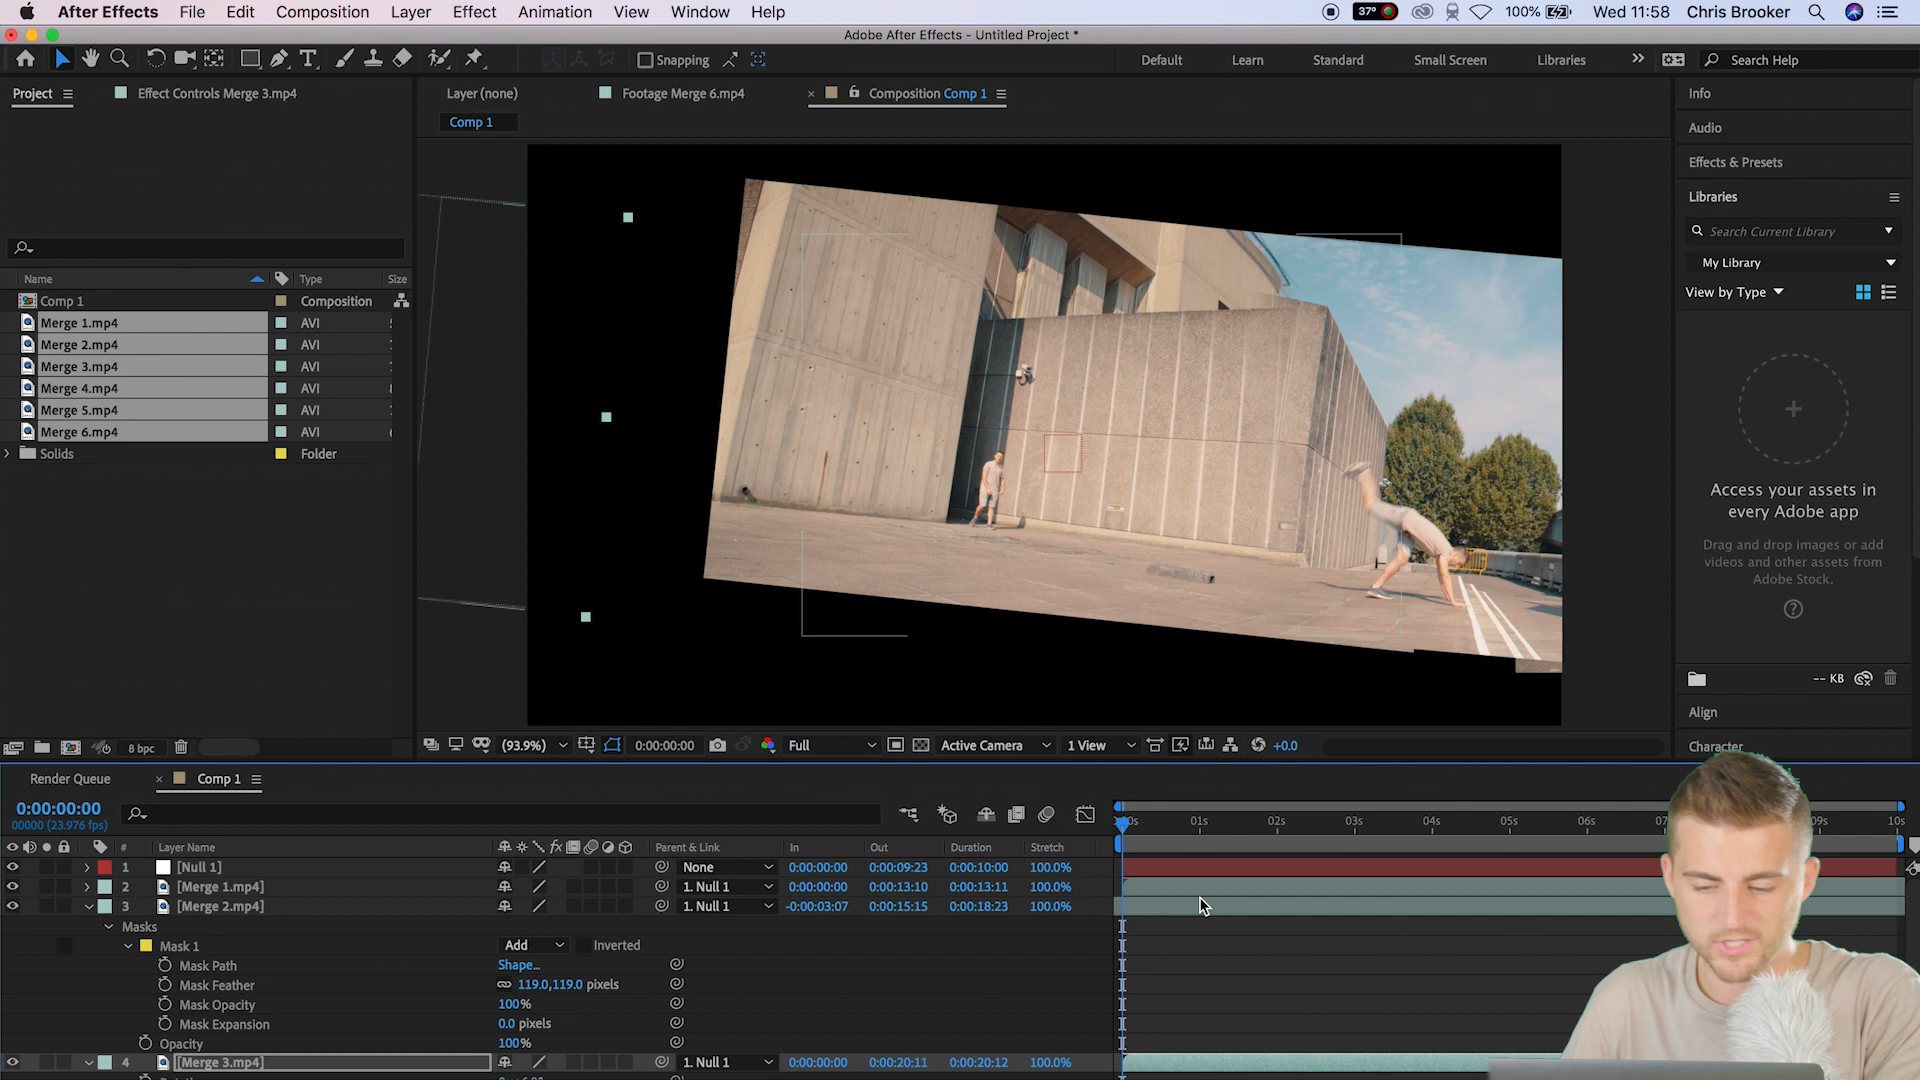 After Effects File Edit Composition Layer Effect Animation View Window Help 37° 100% Wed 11:58 Chris Brooker
Adobe After Effects - Untitled Project *
Snapping Default Learn Standard Small Screen Libraries Search Help
Project Effect Controls Merge 3.mp4 Layer (none) Footage Merge 6.mp4 Composition Comp 1 Info
Comp 1
Audio
Effects & Presets
Libraries
Search Current Library
My Library
View by Type
Name Type Size
Comp 1 Composition
Merge 1.mp4 AVI
Merge 2.mp4 AVI
Merge 3.mp4 AVI
Merge 4.mp4 AVI
Merge 5.mp4 AVI
Merge 6.mp4 AVI
Solids Folder
Access your assets in
every Adobe app
Drag and drop images or add
videos and other assets from
Adobe Stock.
-- KB
Align
Character
8 bpc (93.9%) 0:00:00:00 Full Active Camera 1 View +0.0
Render Queue Comp 1
0:00:00:00
00000 (23.976 fps)
01s 02s 03s 04s 05s 06s 09s 10s
# Layer Name Parent & Link In Out Duration Stretch
1 [Null 1] None 0:00:00:00 0:00:09:23 0:00:10:00 100.0%
2 [Merge 1.mp4] 1. Null 1 0:00:00:00 0:00:13:10 0:00:13:11 100.0%
3 [Merge 2.mp4] 1. Null 1 -0:00:03:07 0:00:15:15 0:00:18:23 100.0%
Masks
Mask 1 Add Inverted
Mask Path Shape...
Mask Feather 119.0,119.0 pixels
Mask Opacity 100%
Mask Expansion 0.0 pixels
Opacity 100%
4 [Merge 3.mp4] 1. Null 1 0:00:00:00 0:00:20:11 0:00:20:12 100.0%